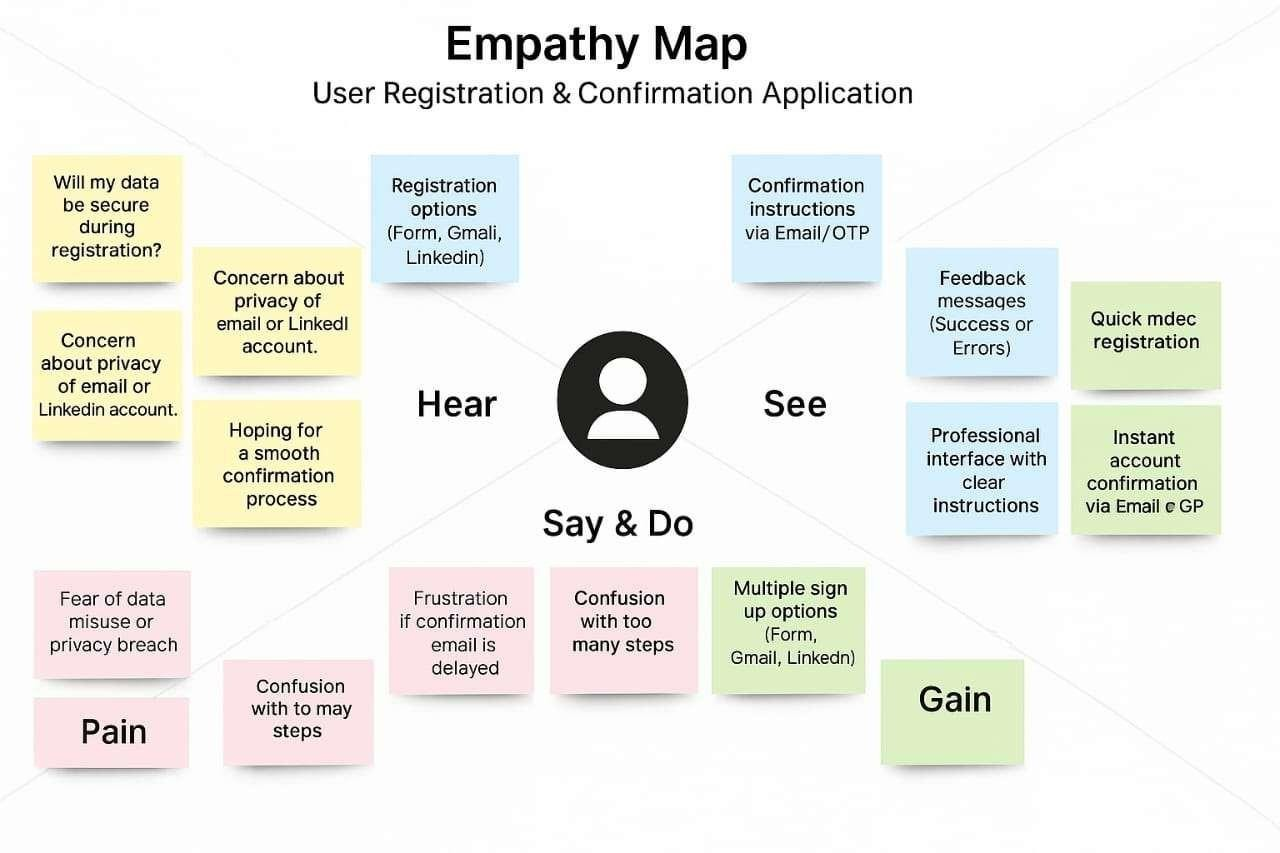 Empathy Map
User Registration & Confirmation Application
Will my data
be secure
during
registration?
Concern about
privacy of
email or LinkedI
account.
Concern
about privacy
of email or
Linkedin account.
Hoping for
a smooth
confirmation
process
Registration
options
(Form, Gmali,
Linkedin)
Confirmation
instructions
via Email/OTP
Feedback
messages
(Success or
Errors)
Quick mdec
registration
Professional
interface with
clear
instructions
Instant
account
confirmation
via Email e GP
Hear
See
Say & Do
Fear of data
misuse or
privacy breach
Pain
Confusion
with to may
steps
Frustration
if confirmation
email is
delayed
Confusion
with too
many steps
Multiple sign
up options
(Form,
Gmail, Linkedn)
Gain